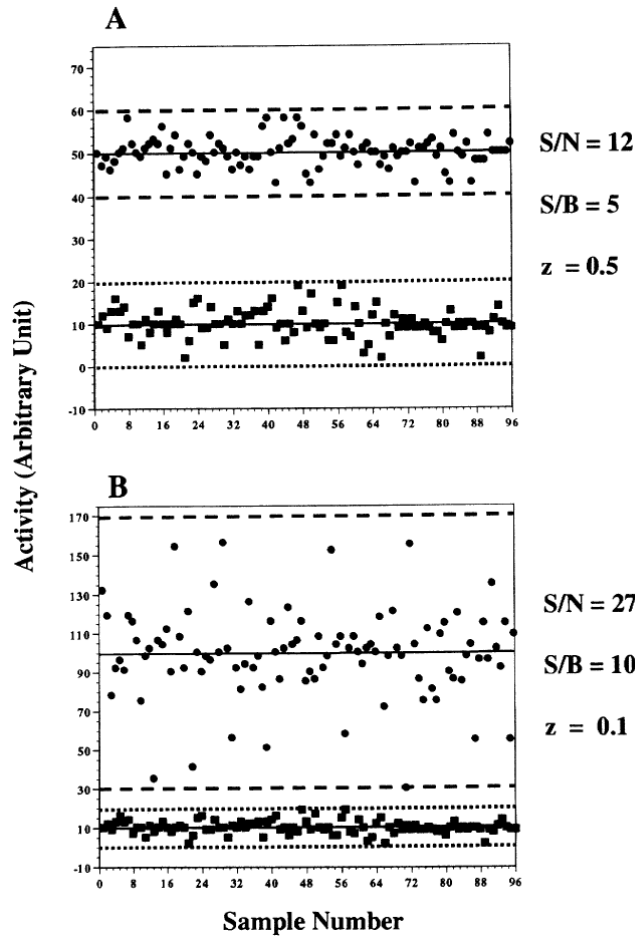 A
70
60
50
40
30
20
10
0
-10
0 8 16 24 32 40 48 56 64 72 80 88 96
S/N = 12
S/B = 5
z = 0.5
Activity (Arbitrary Unit)
B
170
150
130
110
90
70
50
30
10
-10
0 8 16 24 32 40 48 56 64 72 80 88 96
S/N = 27
S/B = 10
z = 0.1
Sample Number